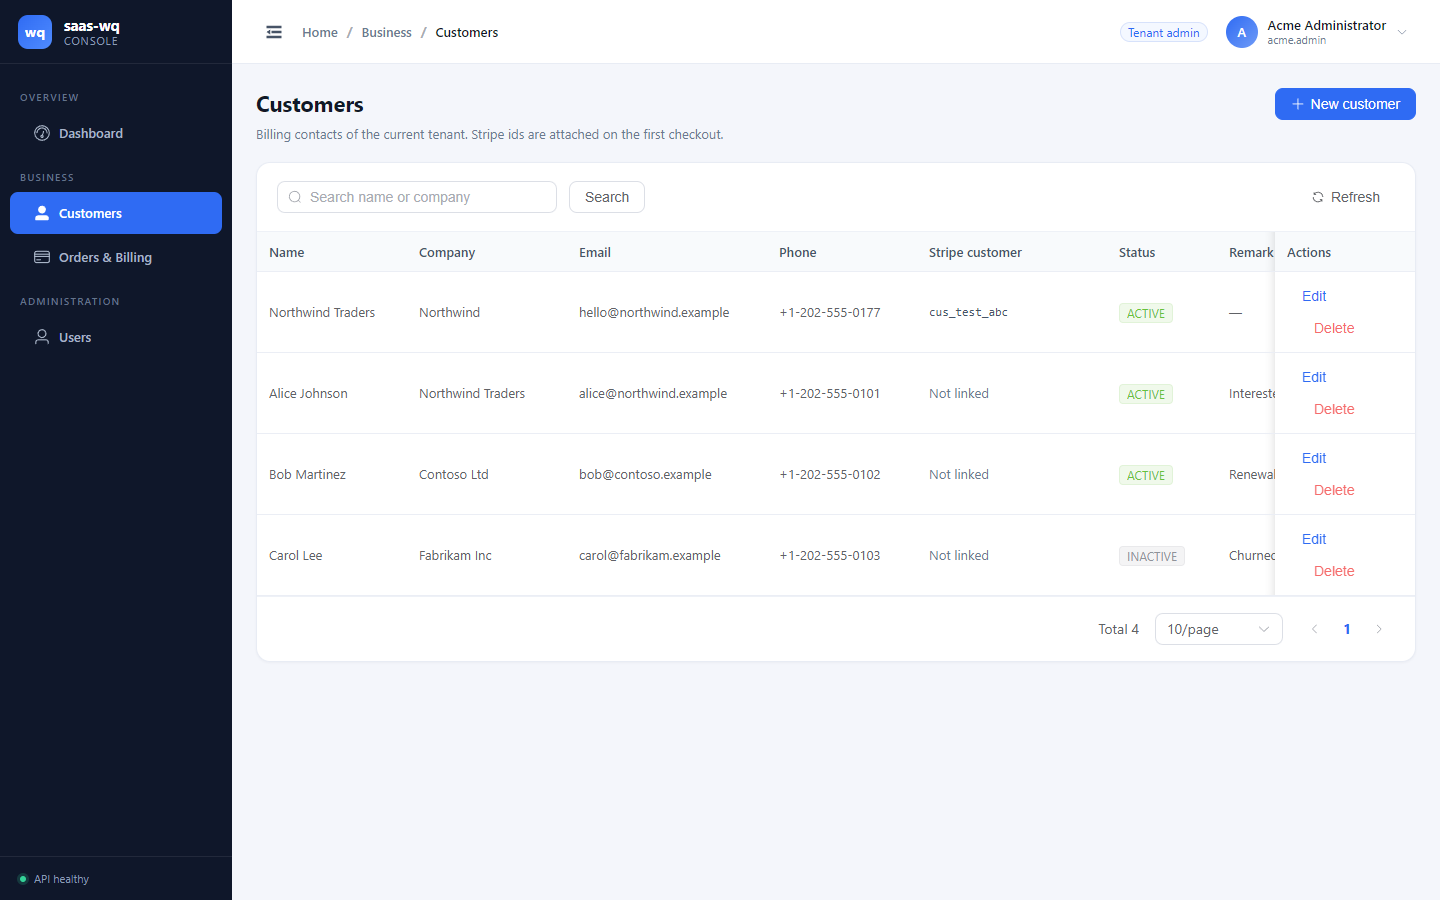 wq
saas-wq
CONSOLE
OVERVIEW
Dashboard
BUSINESS
Customers
Orders & Billing
ADMINISTRATION
Users
API healthy
Home / Business / Customers
Tenant admin
A
Acme Administrator
acme.admin
Customers
Billing contacts of the current tenant. Stripe ids are attached on the first checkout.
New customer
Search name or company
Search
Refresh
Name Company Email Phone Stripe customer Status Remark Actions
Northwind Traders Northwind hello@northwind.example +1-202-555-0177 cus_test_abc ACTIVE — Edit
Delete
Alice Johnson Northwind Traders alice@northwind.example +1-202-555-0101 Not linked ACTIVE Intereste Edit
Delete
Bob Martinez Contoso Ltd bob@contoso.example +1-202-555-0102 Not linked ACTIVE Renewal Edit
Delete
Carol Lee Fabrikam Inc carol@fabrikam.example +1-202-555-0103 Not linked INACTIVE Churned Edit
Delete
Total 4 10/page 1